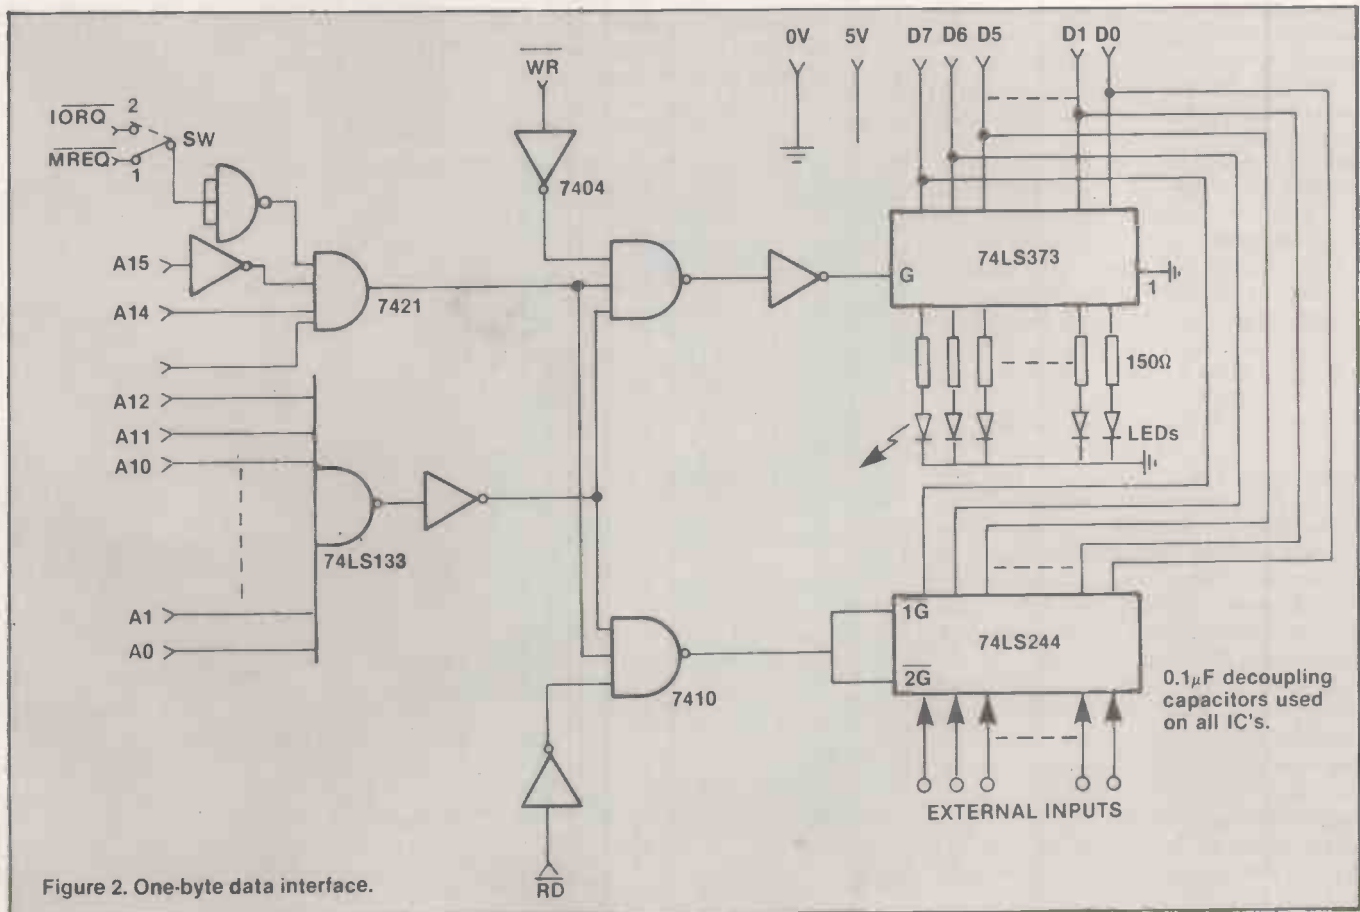 0V 5V D7 D6 D5 D1 D0
WR
IORQ 2
SW
MREQ 1
7404
A15
74LS373
G
1
7421
A14
150Ω
A12
A11
LEDs
A10
74LS133
1G
A1
74LS244
A0
2G
7410
0.1μF decoupling
capacitors used
on all IC's.
EXTERNAL INPUTS
RD
Figure 2. One-byte data interface.